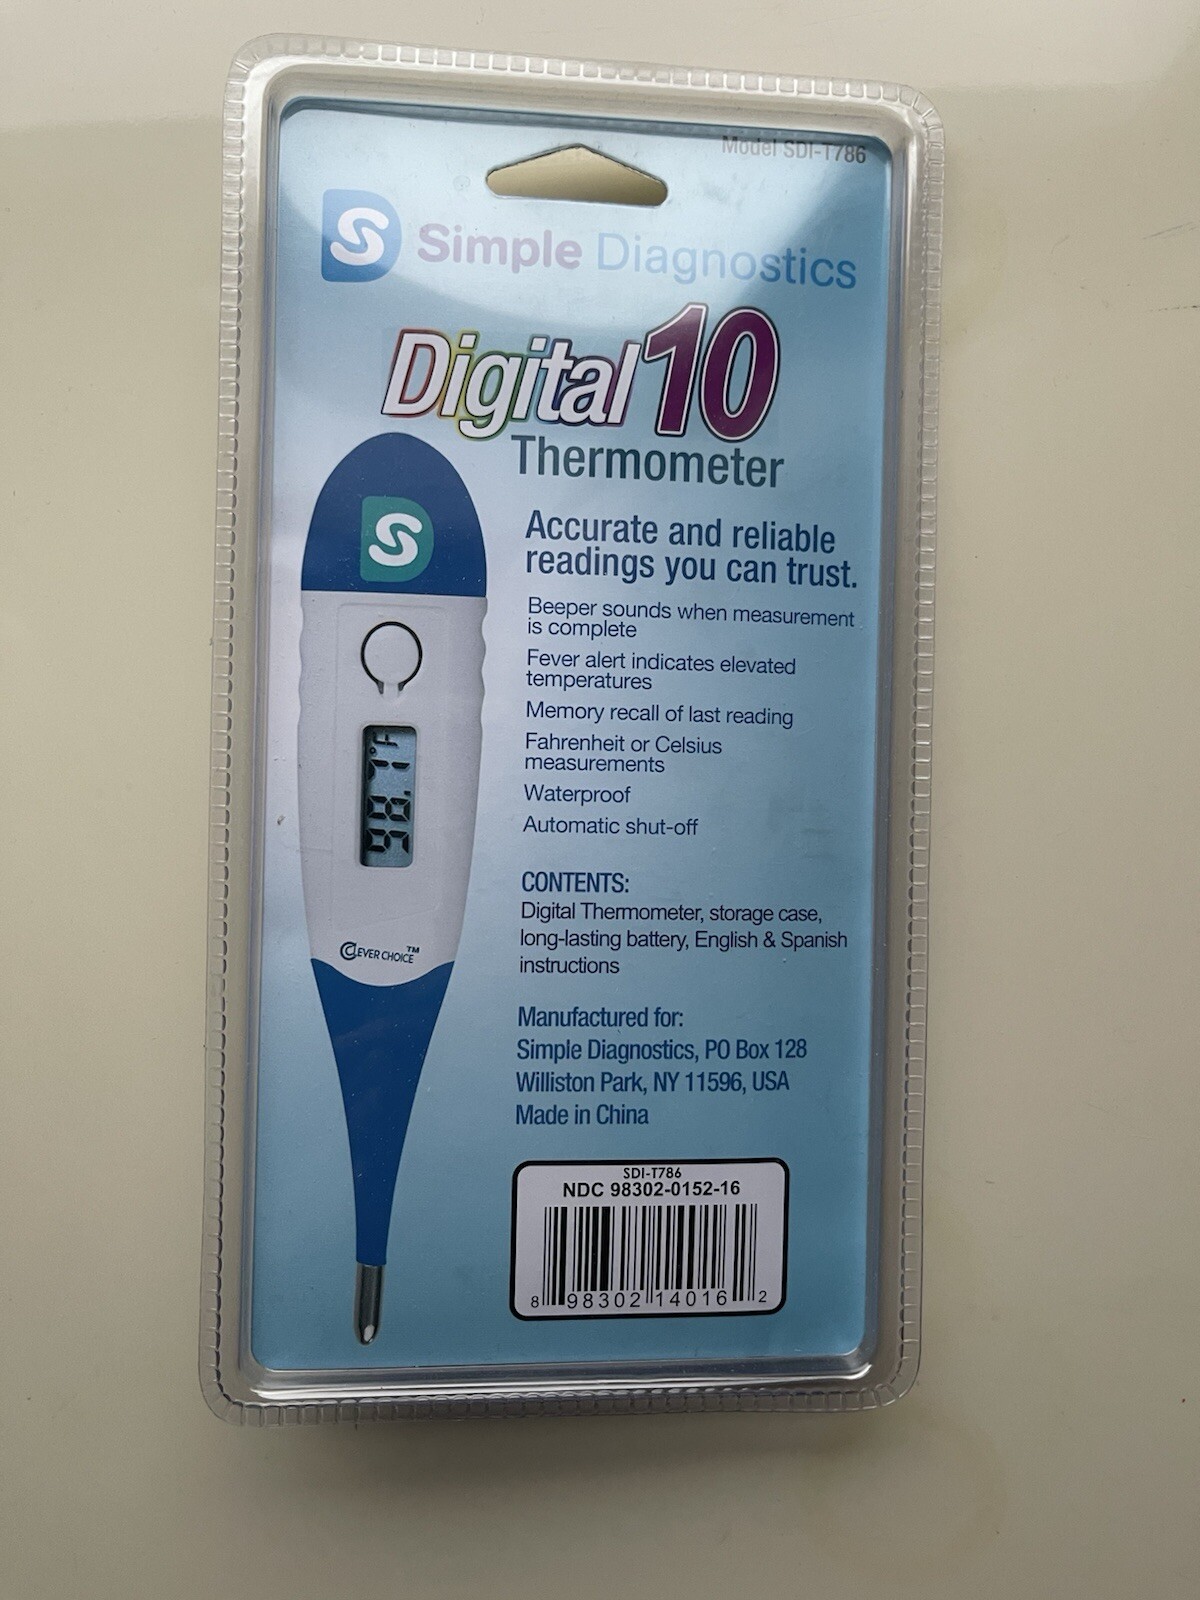 Model SDI-T786
S Simple Diagnostics
Digital 10
Thermometer
S
Accurate and reliable
readings you can trust.
Beeper sounds when measurement
is complete
Fever alert indicates elevated
temperatures
Memory recall of last reading
Fahrenheit or Celsius
measurements
Waterproof
Automatic shut-off
98.1°F
CLEVER CHOICE™
CONTENTS:
Digital Thermometer, storage case,
long-lasting battery, English & Spanish
instructions
Manufactured for:
Simple Diagnostics, PO Box 128
Williston Park, NY 11596, USA
Made in China
SDI-T786
NDC 98302-0152-16
8 98302 14016 2